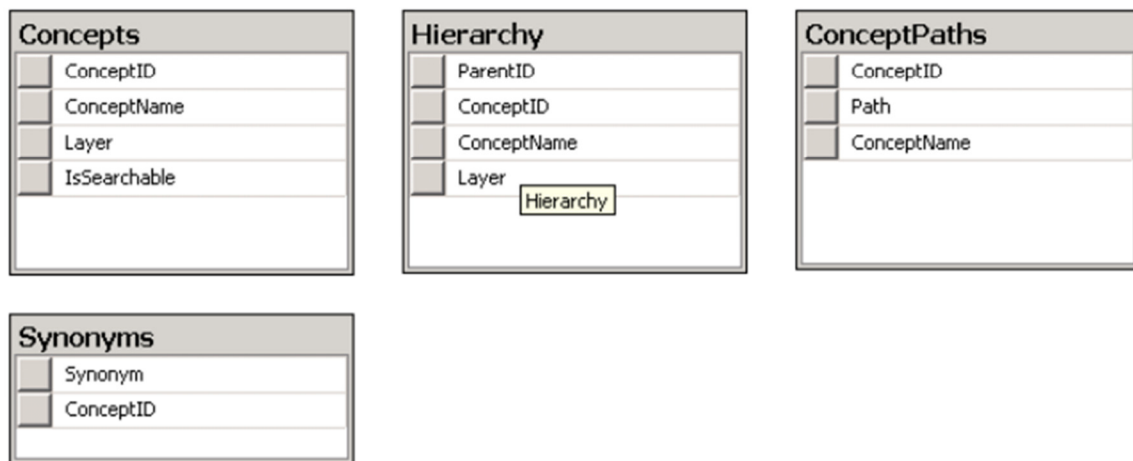 Concepts
ConceptID
ConceptName
Layer
IsSearchable
Hierarchy
ParentID
ConceptID
ConceptName
Layer
Hierarchy
ConceptPaths
ConceptID
Path
ConceptName
Synonyms
Synonym
ConceptID